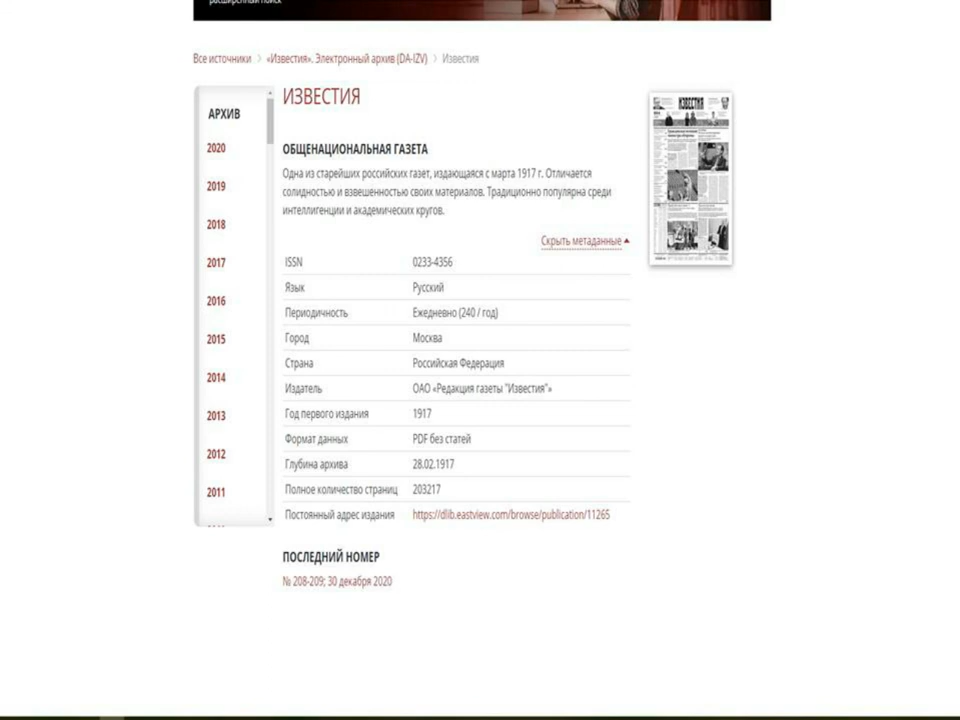 расширенный поиск
Все источники > «Известия». Электронный архив (DA-IZV) > Известия
АРХИВ
2020
2019
2018
2017
2016
2015
2014
2013
2012
2011
ИЗВЕСТИЯ
ОБЩЕНАЦИОНАЛЬНАЯ ГАЗЕТА
Одна из старейших российских газет, издающаяся с марта 1917 г. Отличается
солидностью и взвешенностью своих материалов. Традиционно популярна среди
интеллигенции и академических кругов.
Скрыть метаданные
ISSN 0233-4356
Язык Русский
Периодичность Ежедневно (240 / год)
Город Москва
Страна Российская Федерация
Издатель ОАО «Редакция газеты "Известия"»
Год первого издания 1917
Формат данных PDF без статей
Глубина архива 28.02.1917
Полное количество страниц 203217
Постоянный адрес издания https://dlib.eastview.com/browse/publication/11265
ПОСЛЕДНИЙ НОМЕР
№ 208-209; 30 декабря 2020
ИЗВЕСТИЯ